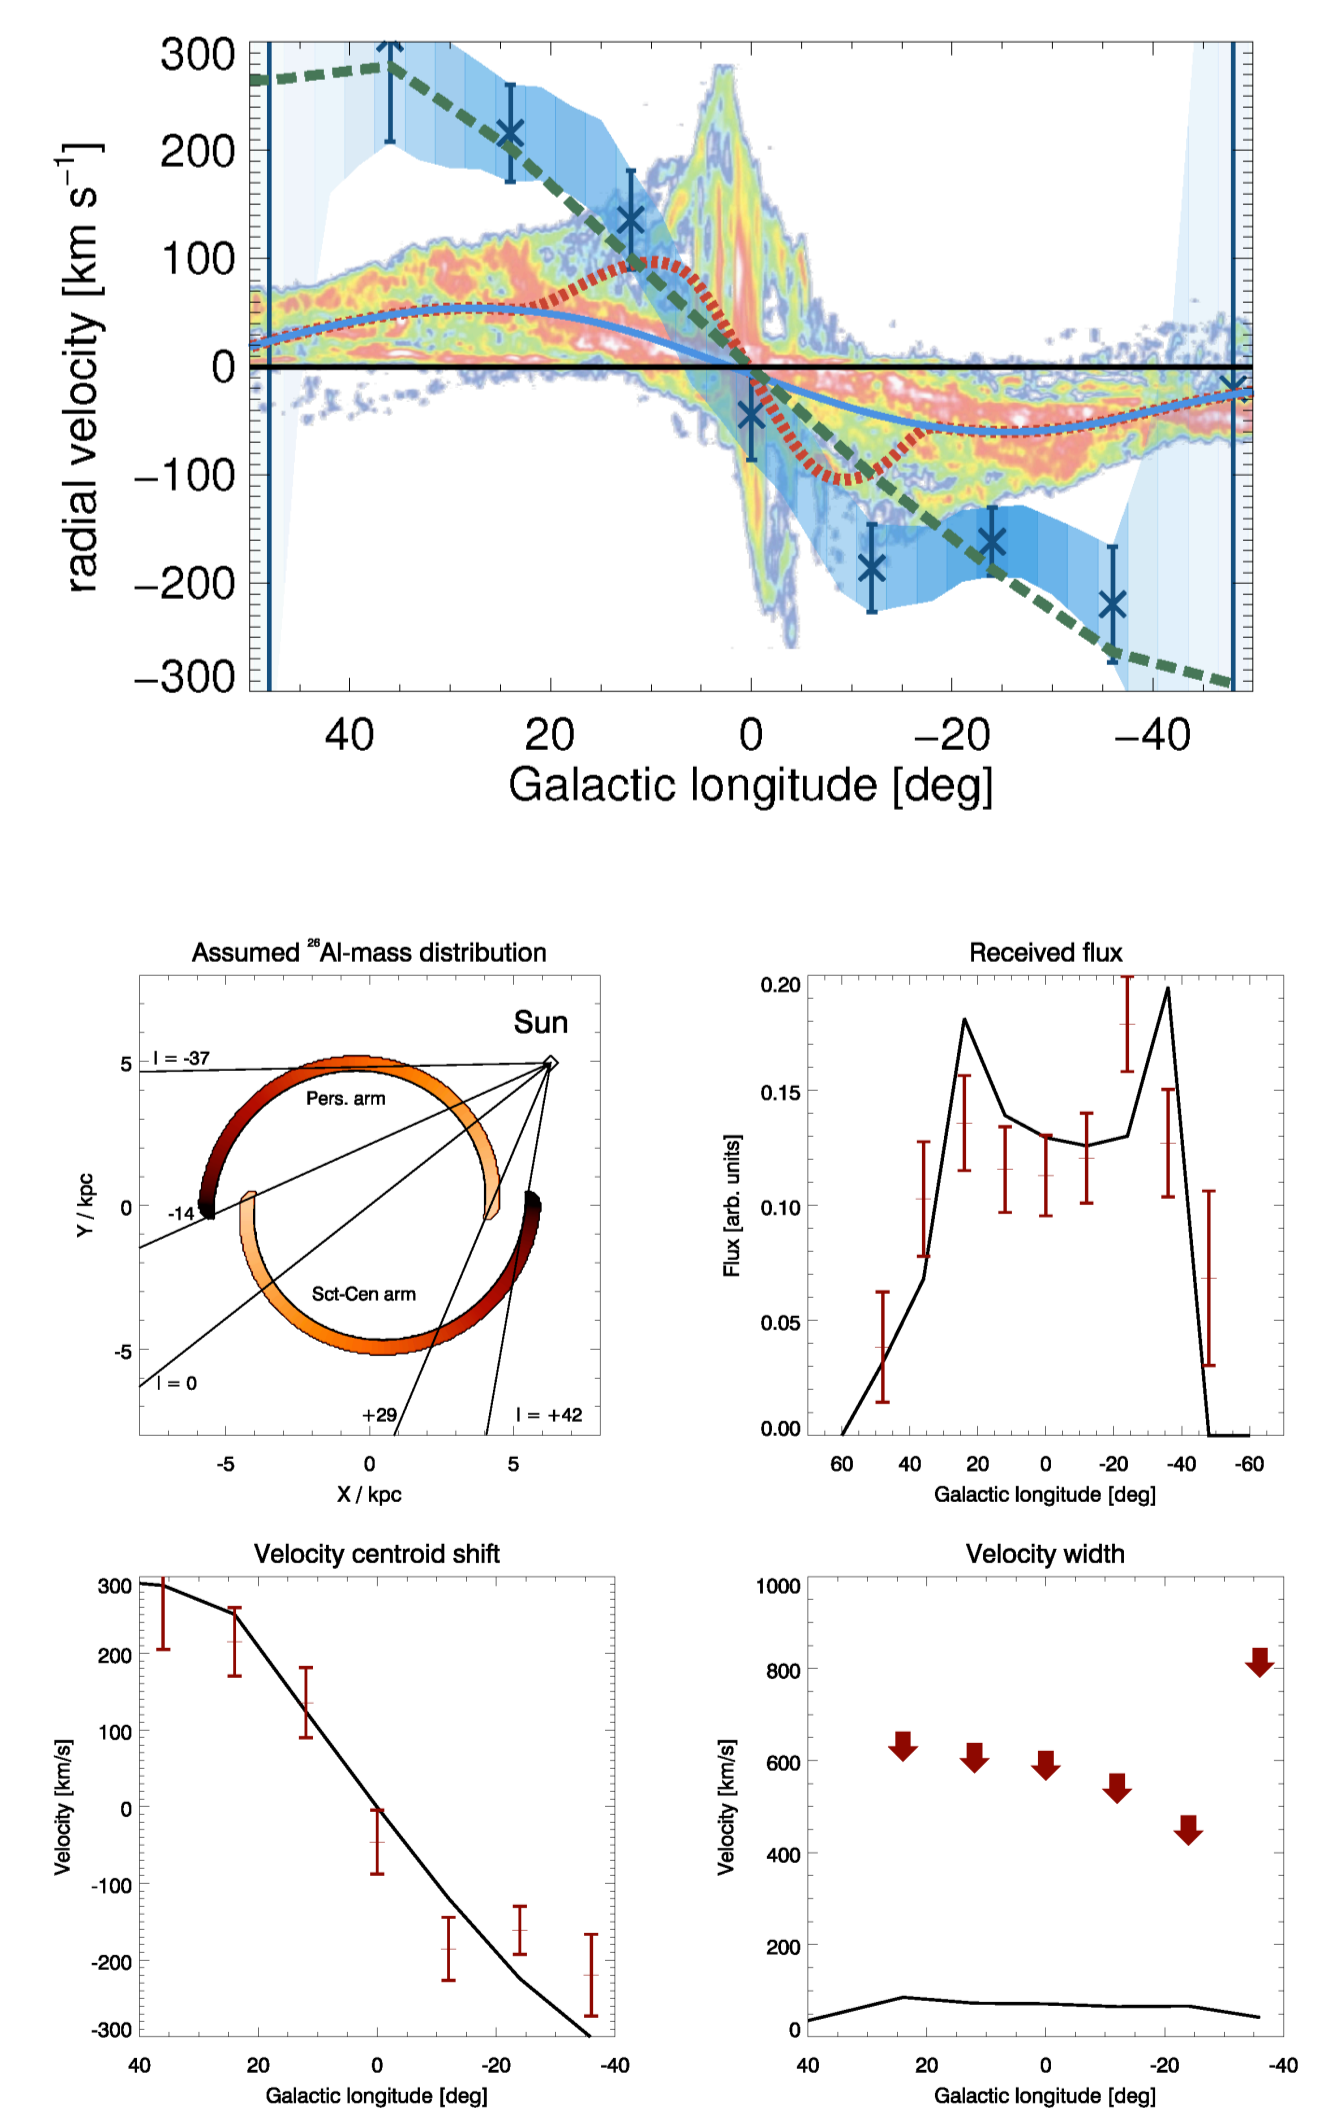 300
200
100
0
−100
−200
−300
radial velocity [km s−1]
40 20 0 −20 −40
Galactic longitude [deg]
Assumed 26Al-mass distribution
Sun
l = -37
Pers. arm
-14
Sct-Cen arm
l = 0
+29
l = +42
5
0
-5
Y / kpc
-5 0 5
X / kpc
Received flux
0.20
0.15
0.10
0.05
0.00
Flux [arb. units]
60 40 20 0 -20 -40 -60
Galactic longitude [deg]
Velocity centroid shift
300
200
100
0
-100
-200
-300
Velocity [km/s]
40 20 0 -20 -40
Galactic longitude [deg]
Velocity width
1000
800
600
400
200
0
Velocity [km/s]
40 20 0 -20 -40
Galactic longitude [deg]